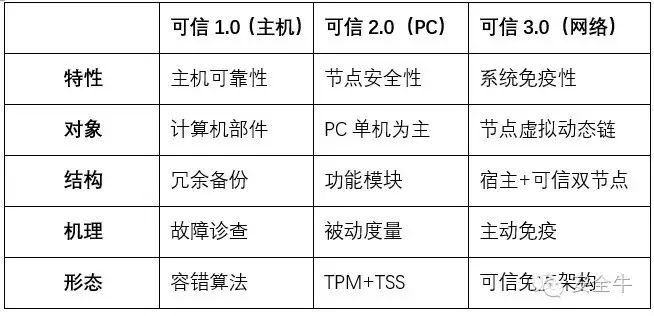 可信 1.0（主机） 可信 2.0（PC） 可信 3.0（网络）
特性 主机可靠性 节点安全性 系统免疫性
对象 计算机部件 PC 单机为主 节点虚拟动态链
结构 冗余备份 功能模块 宿主+可信双节点
机理 故障诊查 被动度量 主动免疫
形态 容错算法 TPM+TSS 可信免疫架构
安全牛